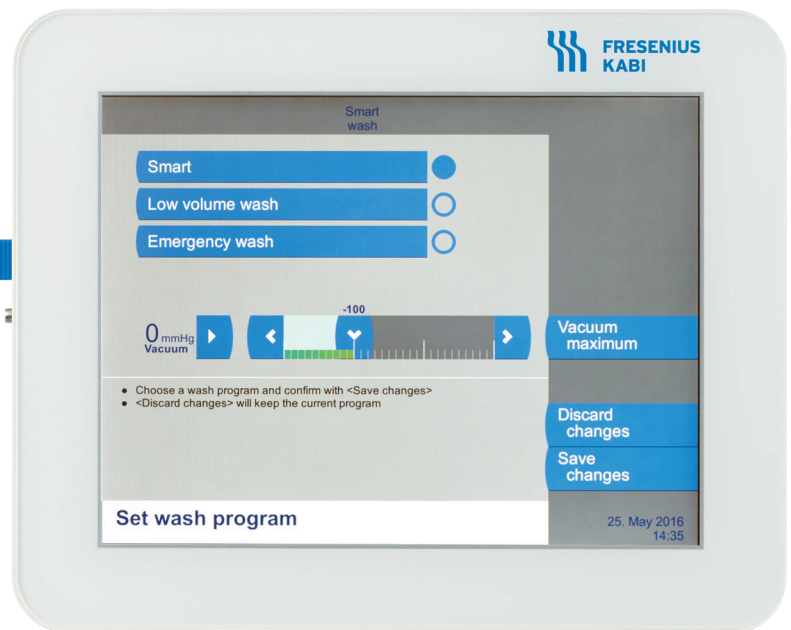 FRESENIUS
KABI
Smart
wash
Smart
Low volume wash
Emergency wash
-100
0 mmHg
Vacuum
Vacuum
maximum
• Choose a wash program and confirm with <Save changes>
• <Discard changes> will keep the current program
Discard
changes
Save
changes
Set wash program
25. May 2016
14:35